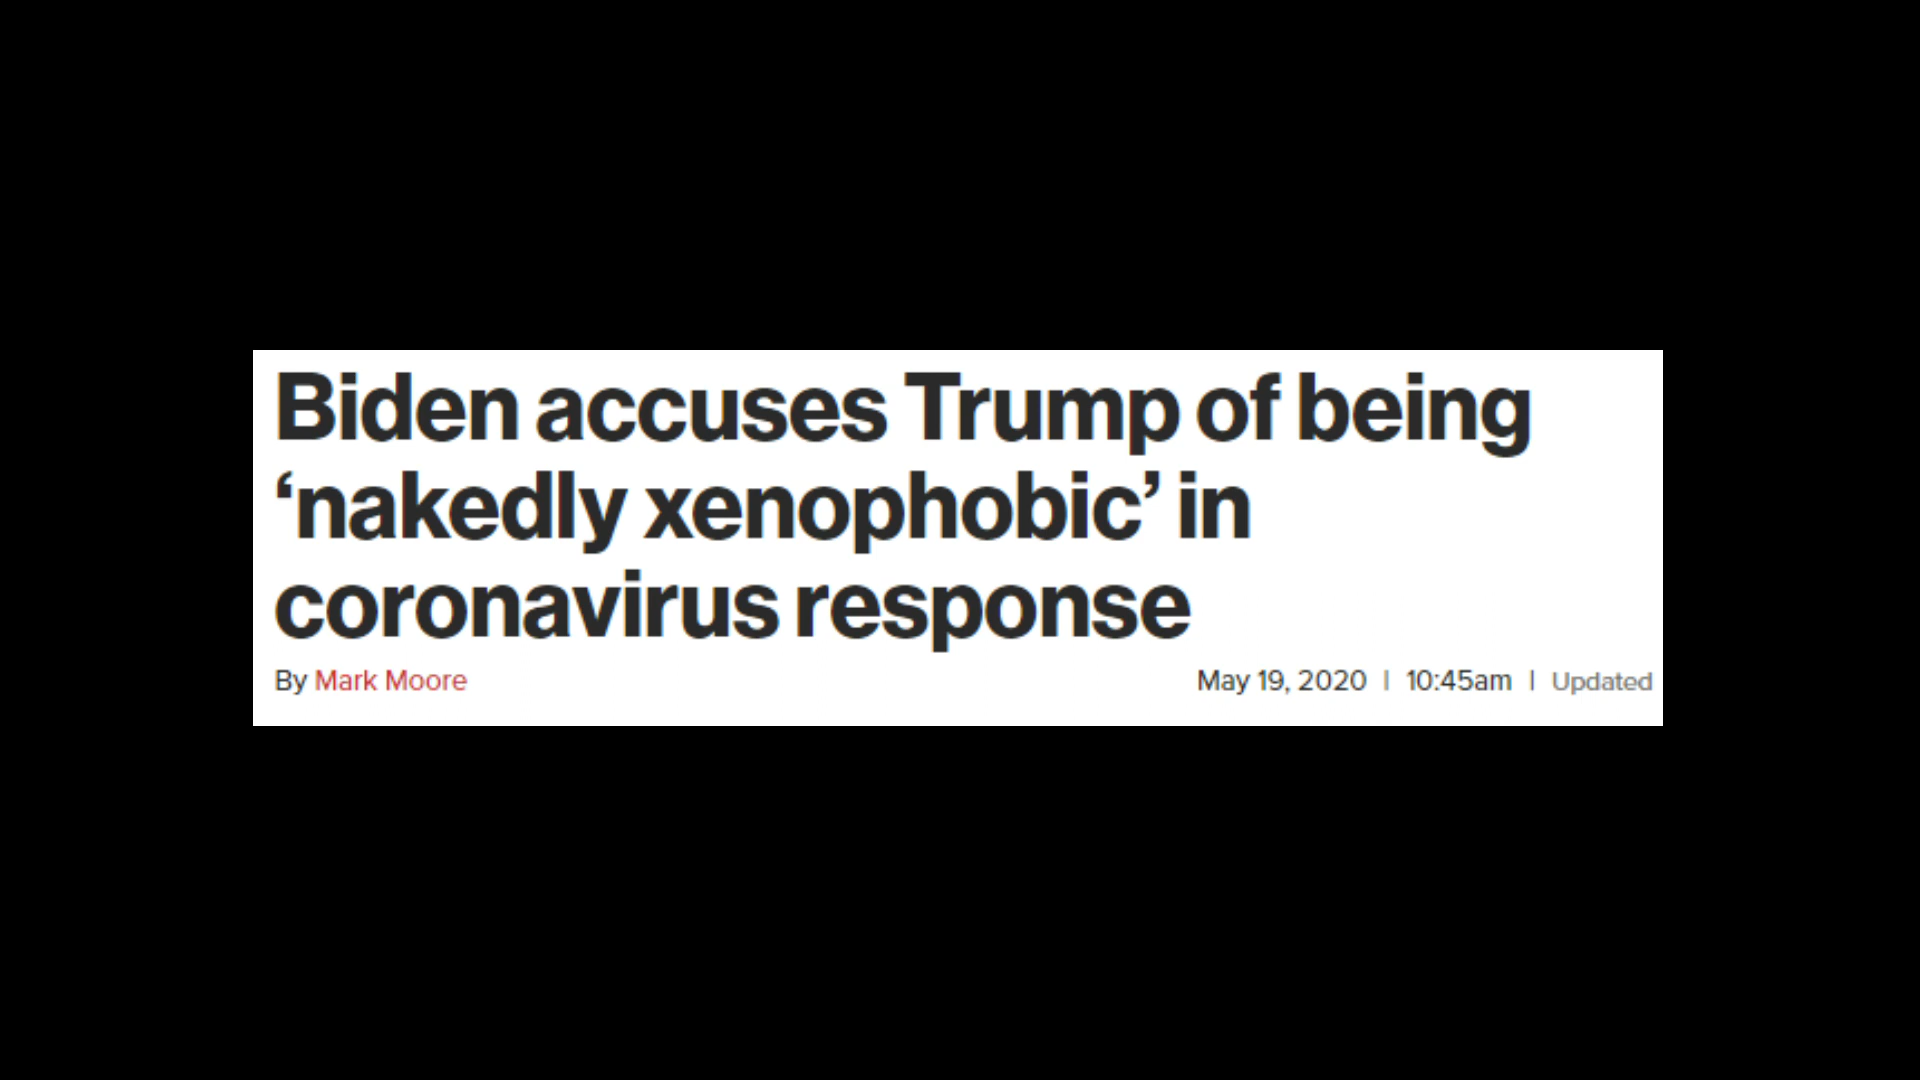 Biden accuses Trump of being
‘nakedly xenophobic’ in
coronavirus response
By Mark Moore May 19, 2020 | 10:45am | Updated